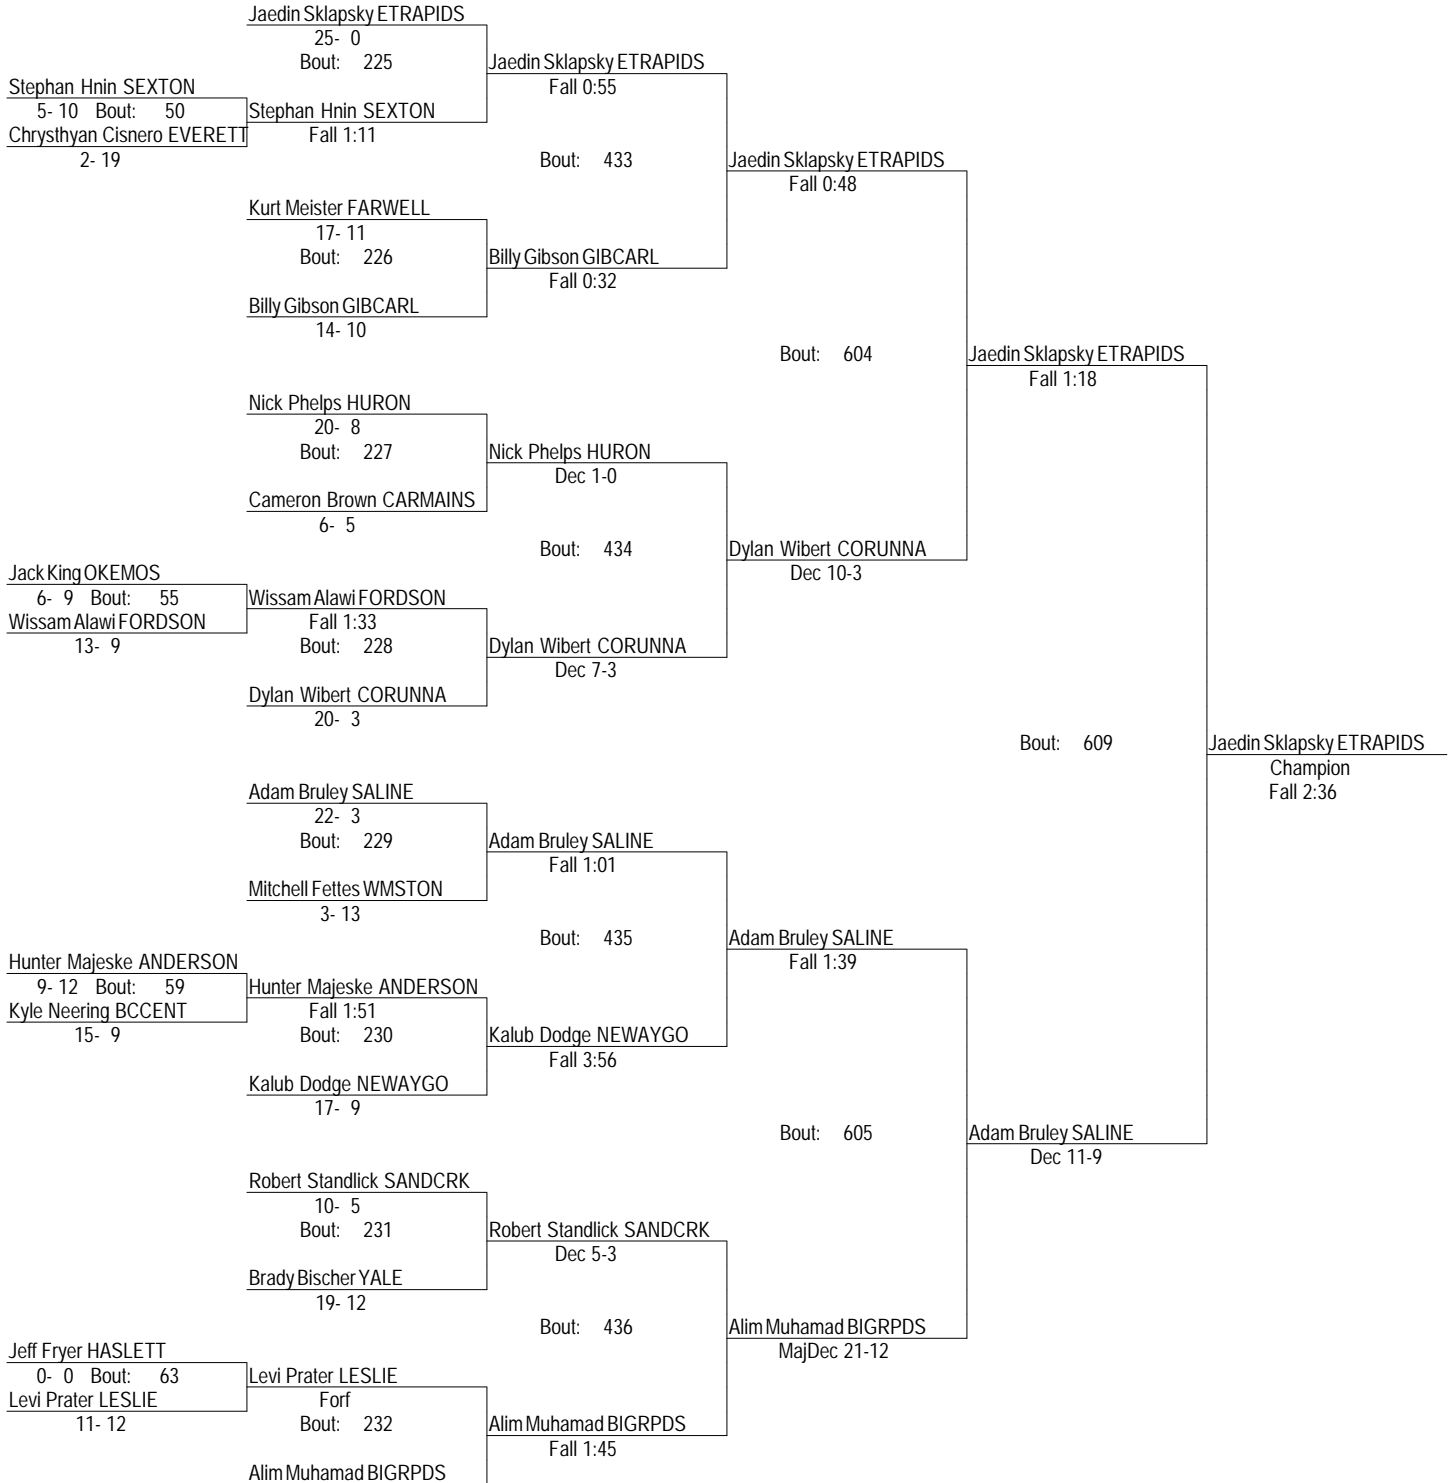 Jaedin Sklapsky ETRAPIDS
25- 0
Bout: 225
Jaedin Sklapsky ETRAPIDS
Fall 0:55
Stephan Hnin SEXTON
5- 10 Bout: 50
Stephan Hnin SEXTON
Fall 1:11
Chrysthyan Cisnero EVERETT
2- 19
Bout: 433
Jaedin Sklapsky ETRAPIDS
Fall 0:48
Kurt Meister FARWELL
17- 11
Bout: 226
Billy Gibson GIBCARL
Fall 0:32
Billy Gibson GIBCARL
14- 10
Bout: 604
Jaedin Sklapsky ETRAPIDS
Fall 1:18
Nick Phelps HURON
20- 8
Bout: 227
Nick Phelps HURON
Dec 1-0
Cameron Brown CARMAINS
6- 5
Bout: 434
Dylan Wibert CORUNNA
Dec 10-3
Jack King OKEMOS
6- 9 Bout: 55
Wissam Alawi FORDSON
Fall 1:33
Wissam Alawi FORDSON
13- 9
Bout: 228
Dylan Wibert CORUNNA
Dec 7-3
Dylan Wibert CORUNNA
20- 3
Bout: 609
Jaedin Sklapsky ETRAPIDS
Champion
Fall 2:36
Adam Bruley SALINE
22- 3
Bout: 229
Adam Bruley SALINE
Fall 1:01
Mitchell Fettes WMSTON
3- 13
Bout: 435
Adam Bruley SALINE
Fall 1:39
Hunter Majeske ANDERSON
9- 12 Bout: 59
Hunter Majeske ANDERSON
Fall 1:51
Kyle Neering BCCENT
15- 9
Bout: 230
Kalub Dodge NEWAYGO
Fall 3:56
Kalub Dodge NEWAYGO
17- 9
Bout: 605
Adam Bruley SALINE
Dec 11-9
Robert Standlick SANDCRK
10- 5
Bout: 231
Robert Standlick SANDCRK
Dec 5-3
Brady Bischer YALE
19- 12
Bout: 436
Alim Muhamad BIGRPDS
MajDec 21-12
Jeff Fryer HASLETT
0- 0 Bout: 63
Levi Prater LESLIE
Forf
Levi Prater LESLIE
11- 12
Bout: 232
Alim Muhamad BIGRPDS
Fall 1:45
Alim Muhamad BIGRPDS